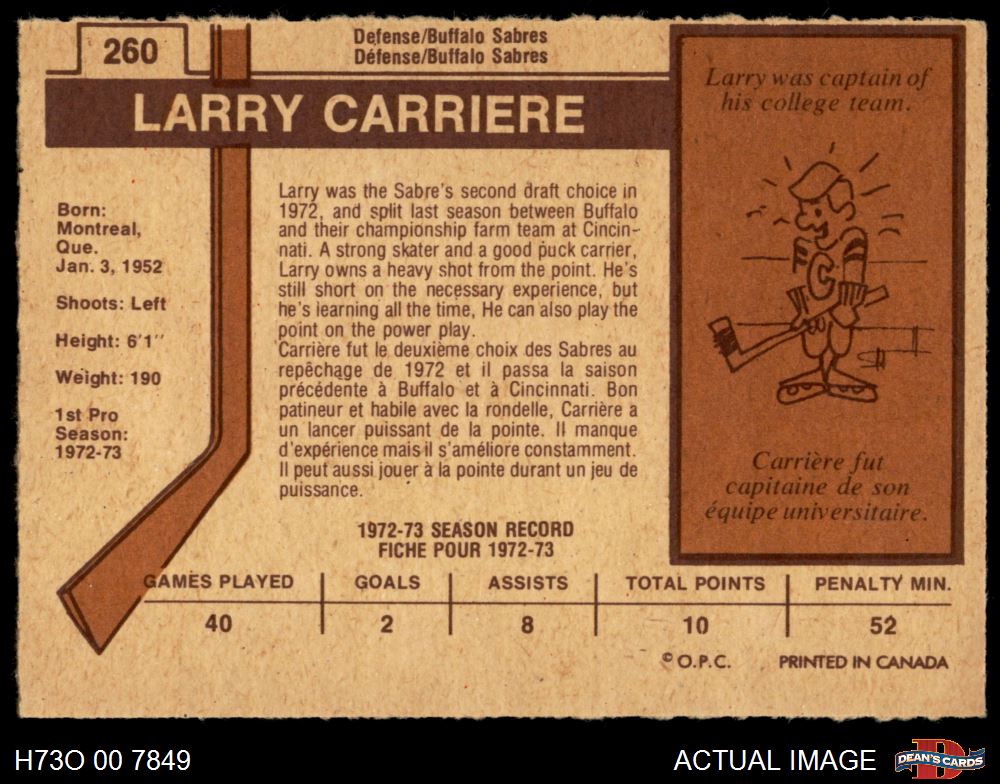 260
Defense/Buffalo Sabres
Défense/Buffalo Sabres
LARRY CARRIERE
Born:
Montreal,
Que.
Jan. 3, 1952
Shoots: Left
Height: 6'1''
Weight: 190
1st Pro
Season:
1972-73
Larry was the Sabre's second draft choice in
1972, and split last season between Buffalo
and their championship farm team at Cincin-
nati. A strong skater and a good puck carrier,
Larry owns a heavy shot from the point. He's
still short on the necessary experience, but
he's learning all the time, He can also play the
point on the power play.
Carrière fut le deuxième choix des Sabres au
repêchage de 1972 et il passa la saison
précédente à Buffalo et à Cincinnati. Bon
patineur et habile avec la rondelle, Carrière a
un lancer puissant de la pointe. Il manque
d'expérience mais il s'améliore constamment.
Il peut aussi jouer à la pointe durant un jeu de
puissance.
Larry was captain of
his college team.
C
Carrière fut
capitaine de son
équipe universitaire.
1972-73 SEASON RECORD
FICHE POUR 1972-73
GAMES PLAYED GOALS ASSISTS TOTAL POINTS PENALTY MIN.
40 2 8 10 52
© O.P.C. PRINTED IN CANADA
H73O 00 7849 ACTUAL IMAGE DEAN'S CARDS